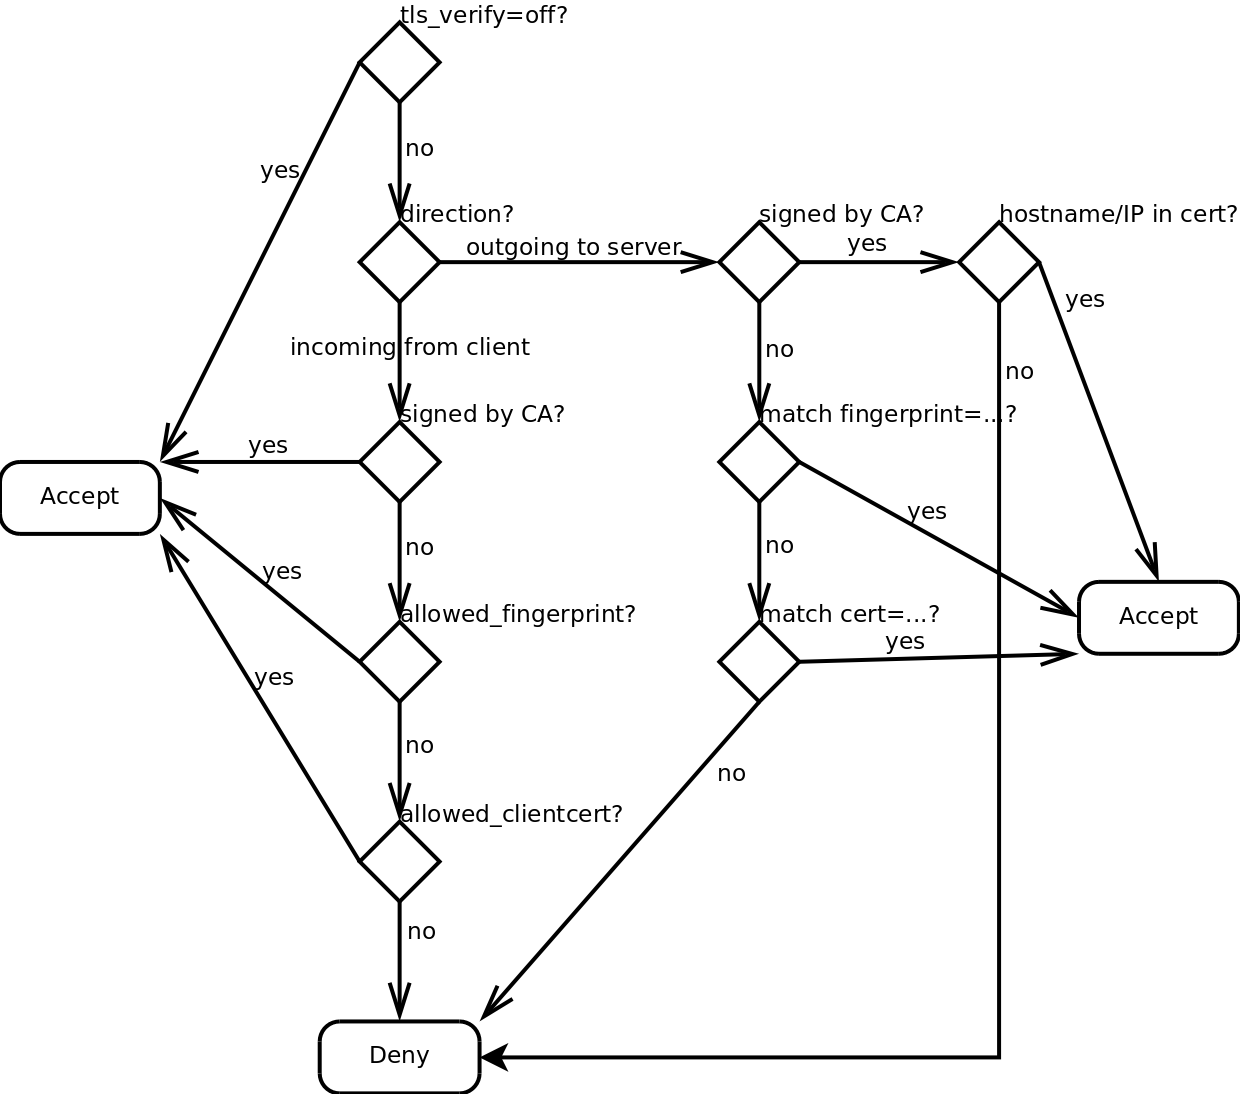 tls_verify=off?
no
yes
direction?
outgoing to server
signed by CA?
yes
hostname/IP in cert?
yes
incoming from client
no
no
signed by CA?
match fingerprint=...?
yes
Accept
yes
no
no
yes
allowed_fingerprint?
match cert=...?
Accept
yes
yes
no
no
allowed_clientcert?
no
Deny